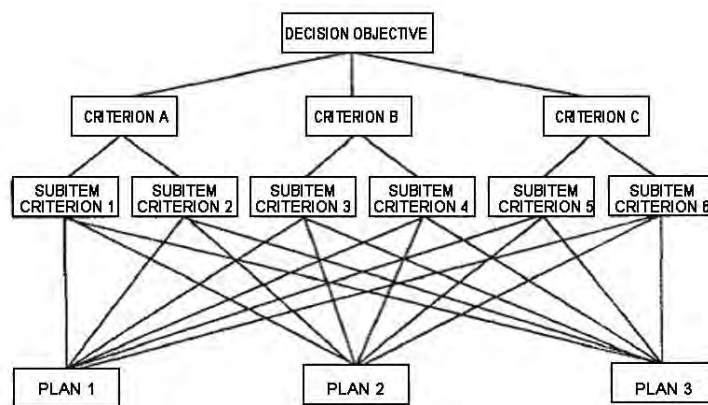 DECISION OBJECTIVE
CRITERION A
CRITERION B
CRITERION C
SUBITEM
CRITERION 1
SUBITEM
CRITERION 2
SUBITEM
CRITERION 3
SUBITEM
CRITERION 4
SUBITEM
CRITERION 5
SUBITEM
CRITERION 6
PLAN 1
PLAN 2
PLAN 3